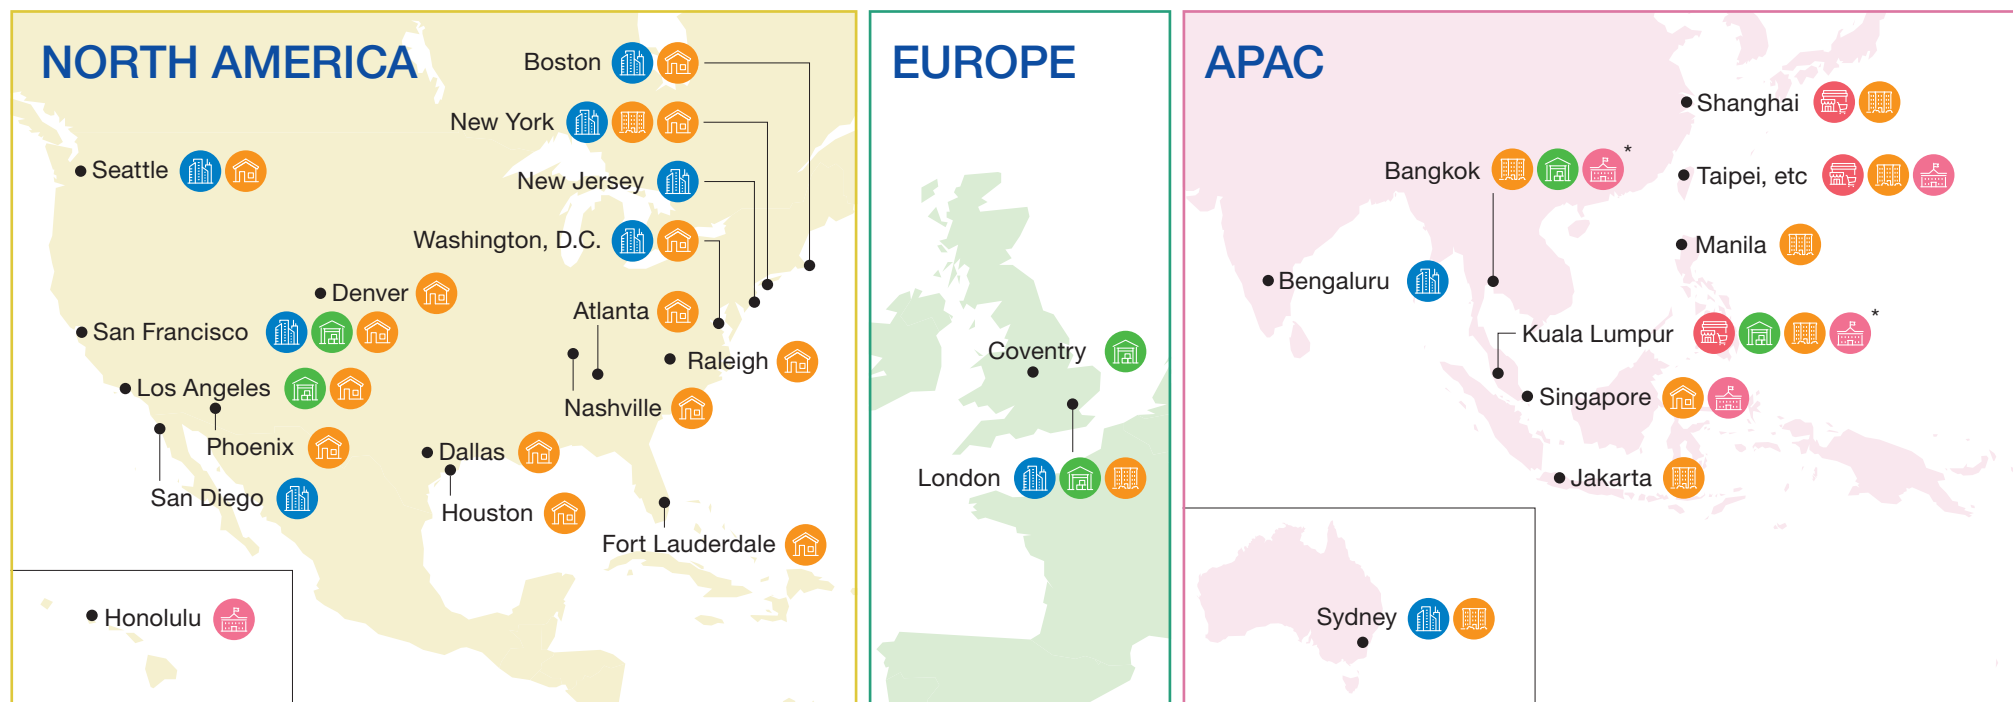 NORTH AMERICA
Boston
New York
Seattle
New Jersey
Washington, D.C.
Denver
Atlanta
San Francisco
Raleigh
Los Angeles
Nashville
Phoenix
Dallas
San Diego
Houston
Fort Lauderdale
Honolulu
EUROPE
Coventry
London
APAC
Shanghai
Bangkok *
Taipei, etc
Manila
Bengaluru
Kuala Lumpur *
Singapore
Jakarta
Sydney